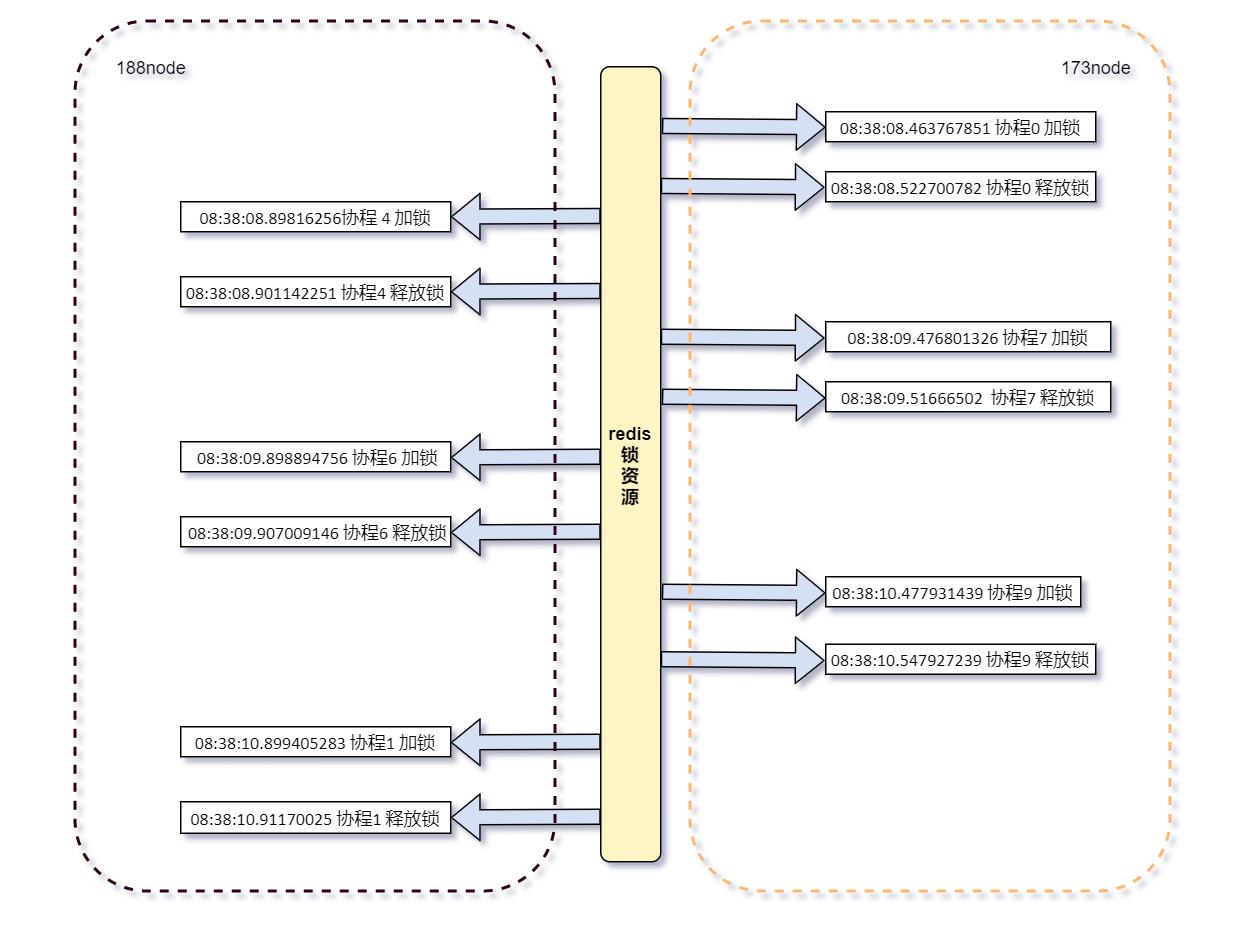 188node
173node
08:38:08.463767851 协程0 加锁
08:38:08.522700782 协程0 释放锁
08:38:08.89816256协程 4 加锁
08:38:08.901142251 协程4 释放锁
08:38:09.476801326 协程7 加锁
08:38:09.51666502  协程7 释放锁
redis
锁
资
源
08:38:09.898894756 协程6 加锁
08:38:09.907009146 协程6 释放锁
08:38:10.477931439 协程9 加锁
08:38:10.547927239 协程9 释放锁
08:38:10.899405283 协程1 加锁
08:38:10.91170025 协程1 释放锁